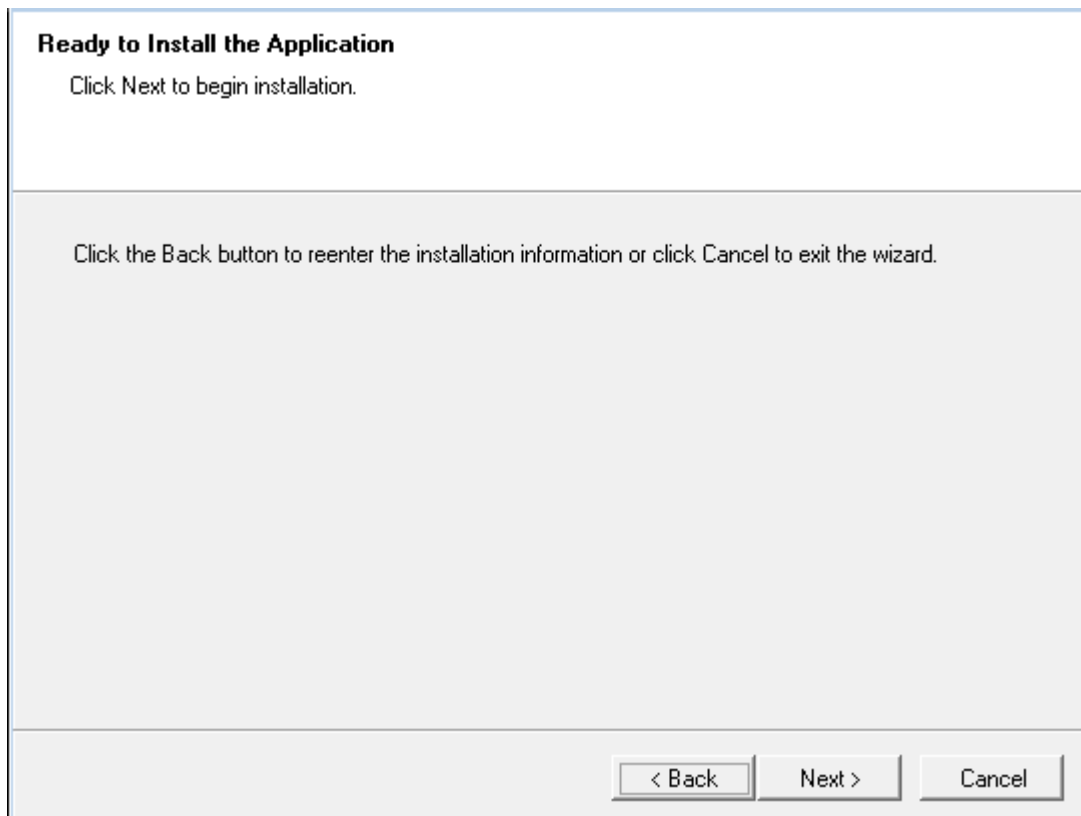 Ready to Install the Application
Click Next to begin installation.
Click the Back button to reenter the installation information or click Cancel to exit the wizard.
< Back
Next >
Cancel